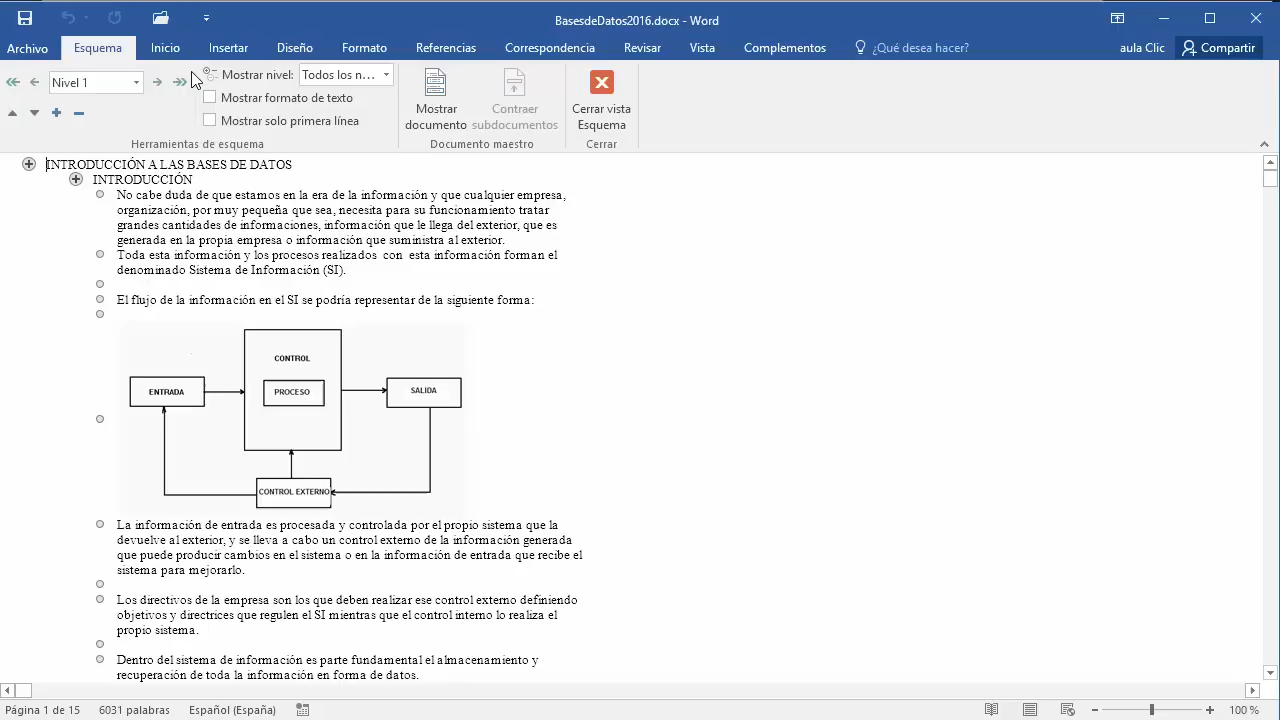 BasesdeDatos2016.docx - Word
Archivo
Esquema
Inicio
Insertar
Diseño
Formato
Referencias
Correspondencia
Revisar
Vista
Complementos
¿Qué desea hacer?
aula Clic
Compartir
Nivel 1
Mostrar nivel:
Todos los n...
Mostrar formato de texto
Mostrar solo primera línea
Herramientas de esquema
Mostrar
documento
Contraer
subdocumentos
Documento maestro
Cerrar vista
Esquema
Cerrar
INTRODUCCIÓN A LAS BASES DE DATOS
INTRODUCCIÓN
No cabe duda de que estamos en la era de la información y que cualquier empresa,
organización, por muy pequeña que sea, necesita para su funcionamiento tratar
grandes cantidades de informaciones, información que le llega del exterior, que es
generada en la propia empresa o información que suministra al exterior.
Toda esta información y los procesos realizados con esta información forman el
denominado Sistema de Información (SI).
El flujo de la información en el SI se podría representar de la siguiente forma:
CONTROL
ENTRADA
PROCESO
SALIDA
CONTROL EXTERNO
La información de entrada es procesada y controlada por el propio sistema que la
devuelve al exterior, y se lleva a cabo un control externo de la información generada
que puede producir cambios en el sistema o en la información de entrada que recibe el
sistema para mejorarlo.
Los directivos de la empresa son los que deben realizar ese control externo definiendo
objetivos y directrices que regulen el SI mientras que el control interno lo realiza el
propio sistema.
Dentro del sistema de información es parte fundamental el almacenamiento y
recuperación de toda la información en forma de datos.
Página 1 de 15
6031 palabras
Español (España)
100 %